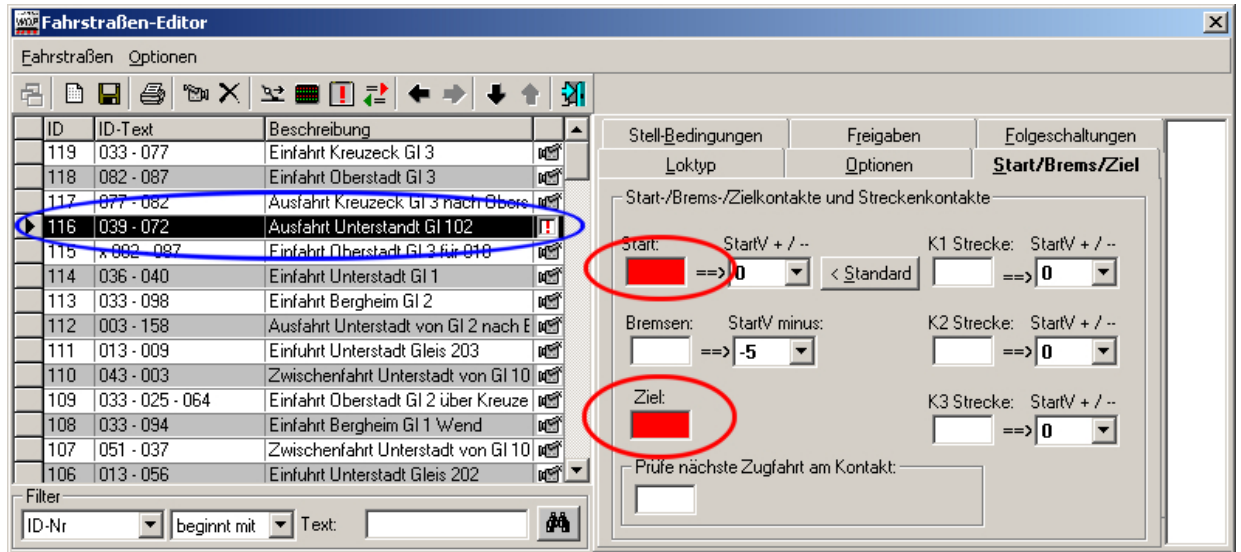 Fahrstraßen-Editor
Fahrstraßen Optionen
ID ID-Text Beschreibung
119 033 - 077 Einfahrt Kreuzeck Gl 3
118 082 - 087 Einfahrt Oberstadt Gl 3
117 077 - 082 Ausfahrt Kreuzeck Gl 3 nach Obers
116 039 - 072 Ausfahrt Unterstandt Gl 102
115 x 082 - 087 Einfahrt Oberstadt Gl 3 für 018
114 036 - 040 Einfahrt Unterstadt Gl 1
113 033 - 098 Einfahrt Bergheim Gl 2
112 003 - 158 Ausfahrt Unterstadt von Gl 2 nach E
111 013 - 009 Einfuhrt Unterstadt Gleis 203
110 043 - 003 Zwischenfahrt Unterstadt von Gl 10
109 033 - 025 - 064 Einfahrt Oberstadt Gl 2 über Kreuze
108 033 - 094 Einfahrt Bergheim Gl 1 Wend
107 051 - 037 Zwischenfahrt Unterstadt von Gl 10
106 013 - 056 Einfuhrt Unterstadt Gleis 202
Filter
ID-Nr beginnt mit Text:
Stell-Bedingungen Freigaben Folgeschaltungen
Loktyp Optionen Start/Brems/Ziel
Start-/Brems-/Zielkontakte und Streckenkontakte
Start: StartV + / -- K1 Strecke: StartV + / --
==> 0 < Standard ==> 0
Bremsen: StartV minus: K2 Strecke: StartV + / --
==> -5 ==> 0
Ziel: K3 Strecke: StartV + / --
==> 0
Prüfe nächste Zugfahrt am Kontakt: